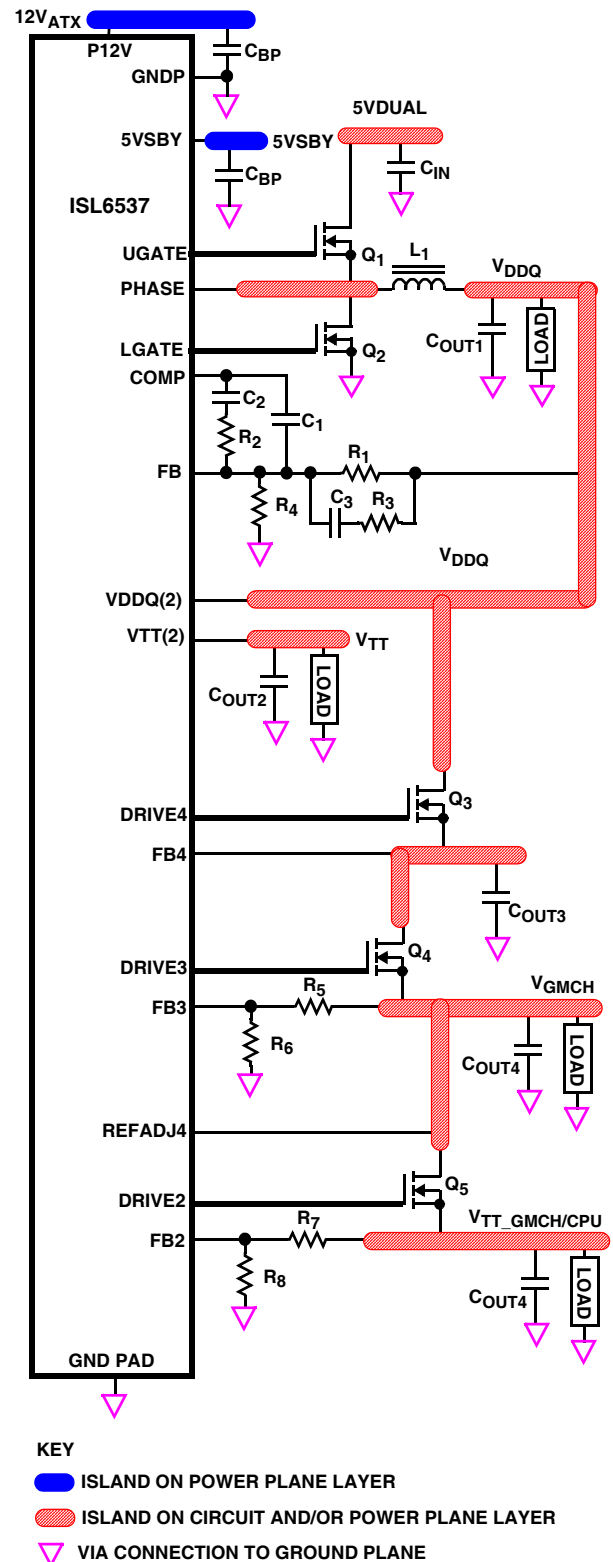 12VATX
P12V
CBP
GNDP
5VDUAL
5VSBY
5VSBY
CBP
CIN
ISL6537
UGATE
Q1
L1
VDDQ
PHASE
LGATE
Q2
COUT1
LOAD
COMP
C2
C1
R2
R1
FB
R4
C3
R3
VDDQ
VDDQ(2)
VTT(2)
VTT
COUT2
LOAD
Q3
DRIVE4
FB4
COUT3
Q4
DRIVE3
R5
VGMCH
FB3
R6
COUT4
LOAD
REFADJ4
Q5
DRIVE2
R7
VTT_GMCH/CPU
FB2
R8
COUT4
LOAD
GND PAD
KEY
ISLAND ON POWER PLANE LAYER
ISLAND ON CIRCUIT AND/OR POWER PLANE LAYER
VIA CONNECTION TO GROUND PLANE